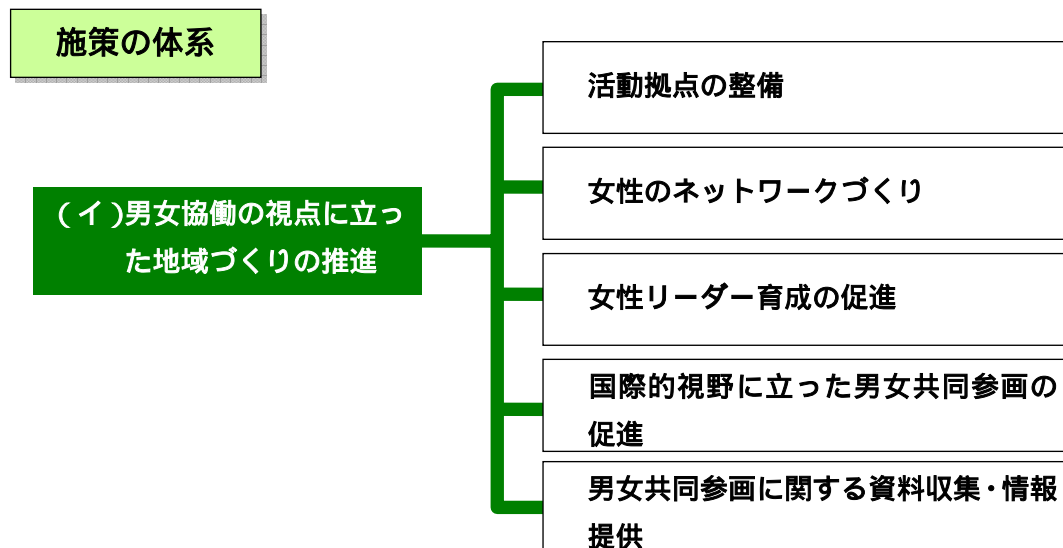 施策の体系
(イ)男女協働の視点に立っ
た地域づくりの推進
活動拠点の整備
女性のネットワークづくり
女性リーダー育成の促進
国際的視野に立った男女共同参画の
促進
男女共同参画に関する資料収集・情報
提供